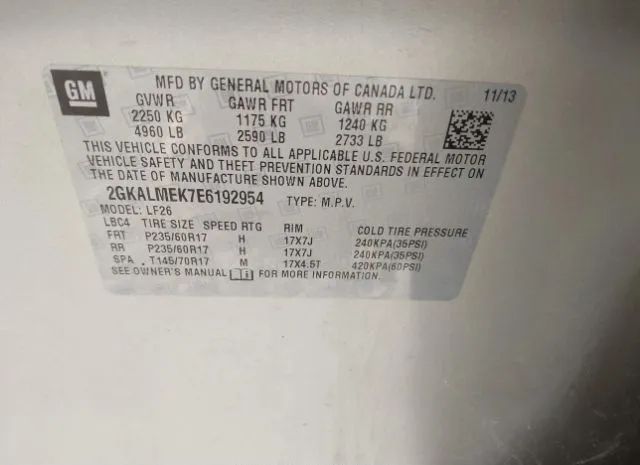 GM
MFD BY GENERAL MOTORS OF CANADA LTD. 11/13
GVWR GAWR FRT GAWR RR
2250 KG 1175 KG 1240 KG
4960 LB 2590 LB 2733 LB
THIS VEHICLE CONFORMS TO ALL APPLICABLE U.S. FEDERAL MOTOR
VEHICLE SAFETY AND THEFT PREVENTION STANDARDS IN EFFECT ON
THE DATE OF MANUFACTURE SHOWN ABOVE.
2GKALMEK7E6192954 TYPE: M.P.V.
MODEL: LF26
LBC4 TIRE SIZE SPEED RTG RIM COLD TIRE PRESSURE
FRT P235/60R17 H 17X7J 240KPA(35PSI)
RR P235/60R17 H 17X7J 240KPA(35PSI)
SPA . T145/70R17 M 17X4.5T 420KPA(60PSI)
SEE OWNER'S MANUAL FOR MORE INFORMATION.